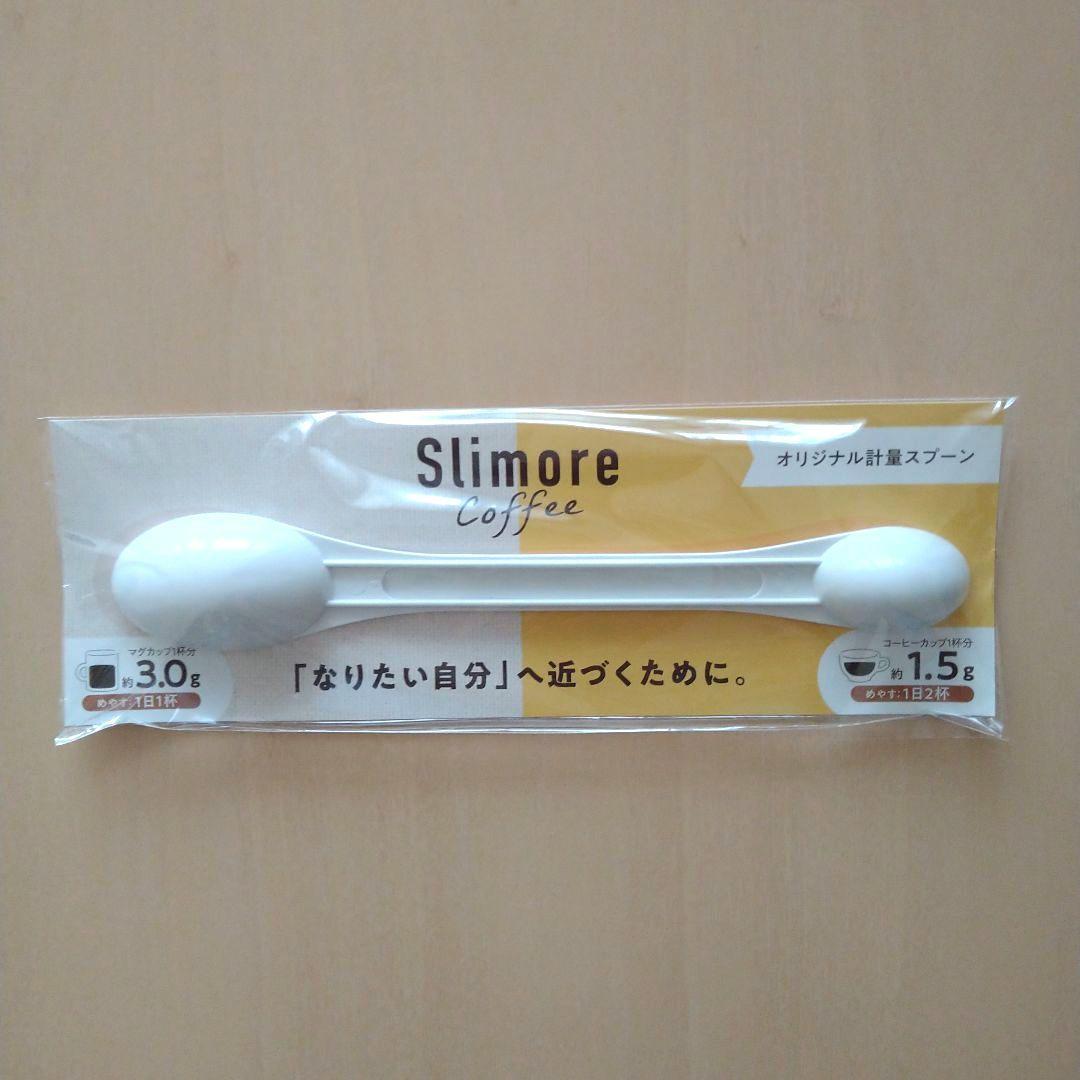 Slimore
Coffee
オリジナル計量スプーン
マグカップ1杯分
約3.0g
めやす:1日1杯
「なりたい自分」へ近づくために。
コーヒーカップ1杯分
約1.5g
めやす:1日2杯